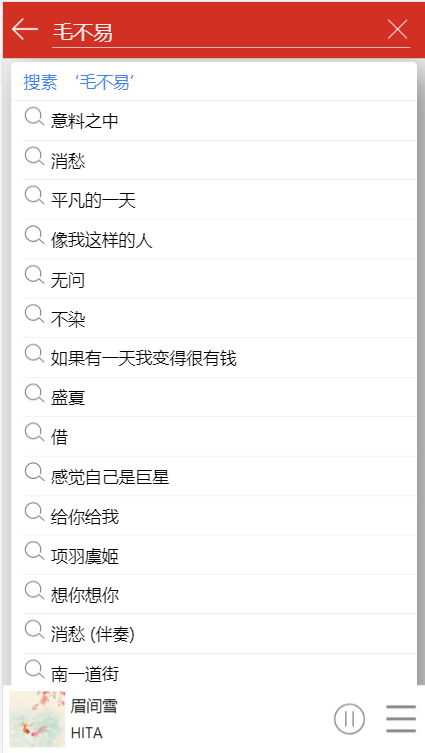 毛不易
搜素 ‘毛不易’
意料之中
消愁
平凡的一天
像我这样的人
无问
不染
如果有一天我变得很有钱
盛夏
借
感觉自己是巨星
给你给我
项羽虞姬
想你想你
消愁 (伴奏)
南一道街
眉间雪
HITA